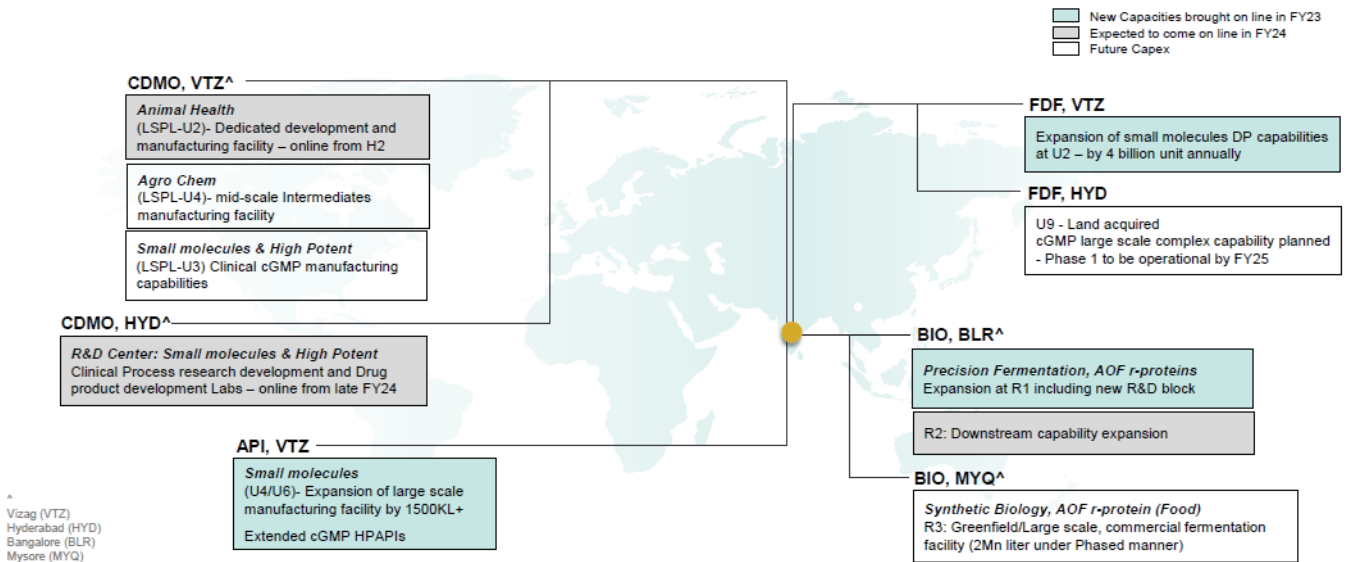 New Capacities brought on line in FY23
Expected to come on line in FY24
Future Capex
CDMO, VTZ^
Animal Health
(LSPL-U2)- Dedicated development and
manufacturing facility – online from H2
Agro Chem
(LSPL-U4)- mid-scale Intermediates
manufacturing facility
Small molecules & High Potent
(LSPL-U3) Clinical cGMP manufacturing
capabilities
CDMO, HYD^
R&D Center: Small molecules & High Potent
Clinical Process research development and Drug
product development Labs – online from late FY24
API, VTZ
Small molecules
(U4/U6)- Expansion of large scale
manufacturing facility by 1500KL+
Extended cGMP HPAPIs
FDF, VTZ
Expansion of small molecules DP capabilities
at U2 – by 4 billion unit annually
FDF, HYD
U9 - Land acquired
cGMP large scale complex capability planned
- Phase 1 to be operational by FY25
BIO, BLR^
Precision Fermentation, AOF r-proteins
Expansion at R1 including new R&D block
R2: Downstream capability expansion
BIO, MYQ^
Synthetic Biology, AOF r-protein (Food)
R3: Greenfield/Large scale, commercial fermentation
facility (2Mn liter under Phased manner)
^
Vizag (VTZ)
Hyderabad (HYD)
Bangalore (BLR)
Mysore (MYQ)